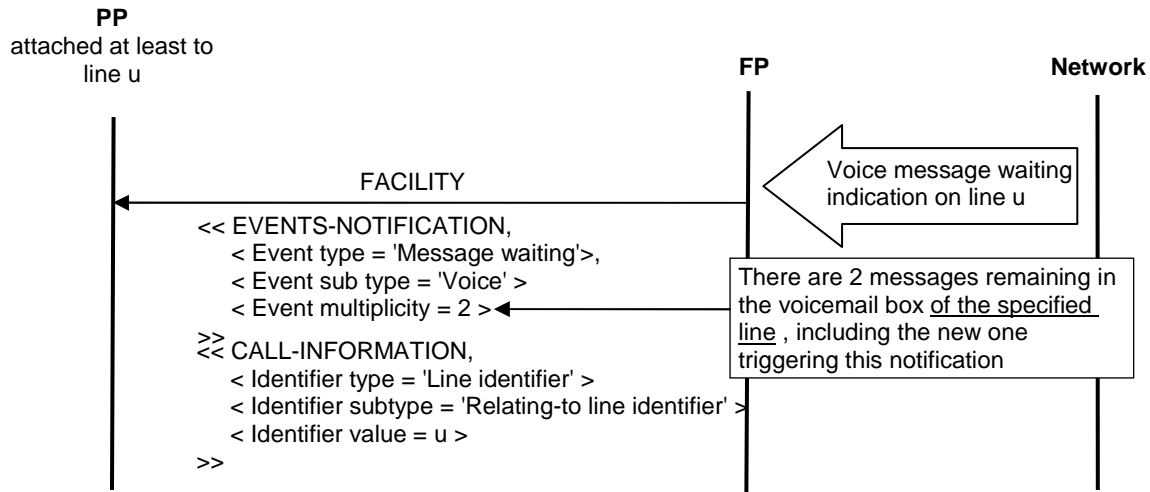 PP
attached at least to
line u
FP
Network
Voice message waiting
indication on line u
FACILITY
<< EVENTS-NOTIFICATION,
< Event type = 'Message waiting'>,
< Event sub type = 'Voice' >
< Event multiplicity = 2 >
>>
There are 2 messages remaining in
the voicemail box of the specified
line , including the new one
triggering this notification
<< CALL-INFORMATION,
< Identifier type = 'Line identifier' >
< Identifier subtype = 'Relating-to line identifier' >
< Identifier value = u >
>>